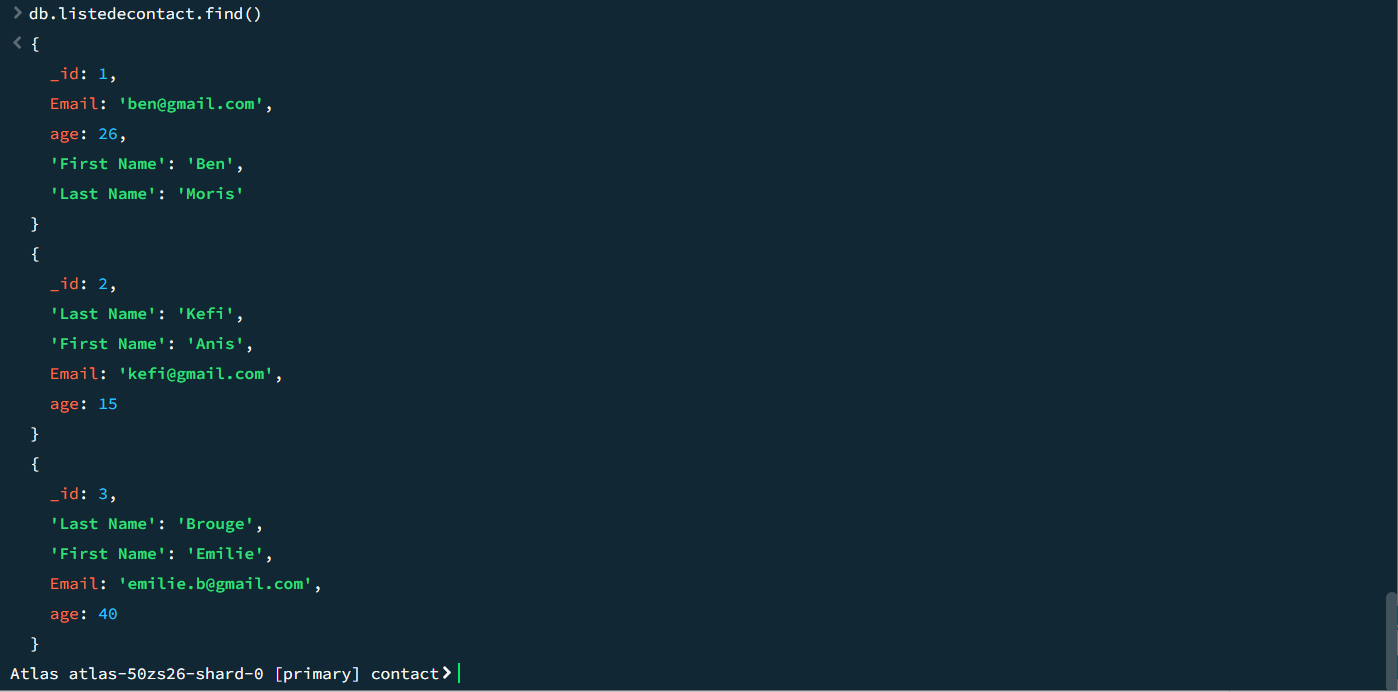 > db.listedecontact.find()
< {
_id: 1,
Email: 'ben@gmail.com',
age: 26,
'First Name': 'Ben',
'Last Name': 'Moris'
}
{
_id: 2,
'Last Name': 'Kefi',
'First Name': 'Anis',
Email: 'kefi@gmail.com',
age: 15
}
{
_id: 3,
'Last Name': 'Brouge',
'First Name': 'Emilie',
Email: 'emilie.b@gmail.com',
age: 40
}
Atlas atlas-50zs26-shard-0 [primary] contact>